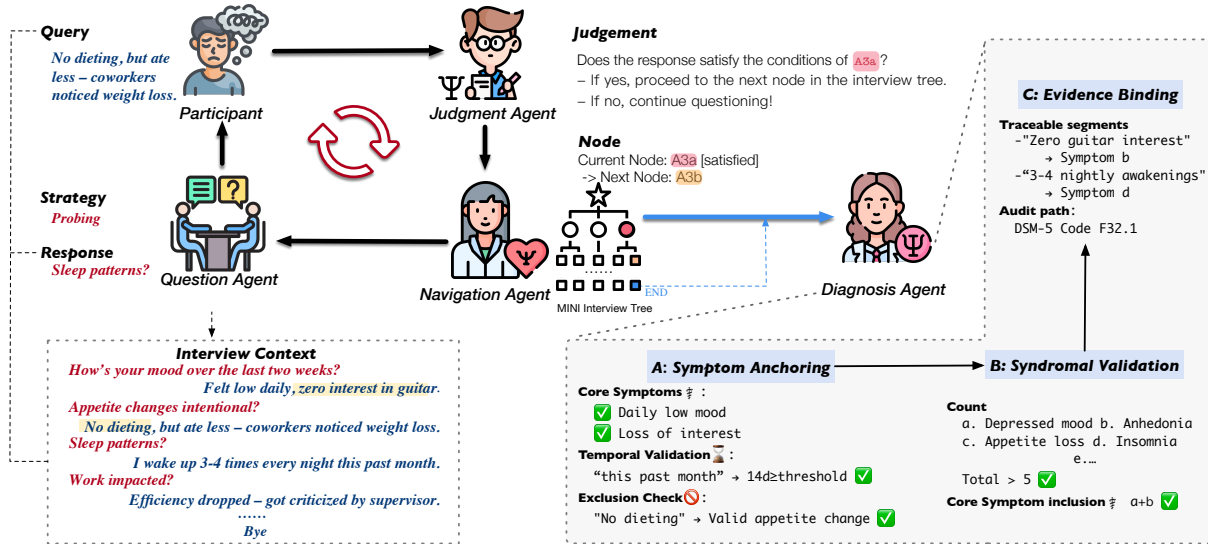 Query
No dieting, but ate
less – coworkers
noticed weight loss.
Participant
Judgment Agent
Judgement
Does the response satisfy the conditions of A3a ?
– If yes, proceed to the next node in the interview tree.
– If no, continue questioning!
Node
Current Node: A3a [satisfied]
-> Next Node: A3b
Strategy
Probing
Response
Sleep patterns?
Question Agent
Navigation Agent
......
END
MINI Interview Tree
Diagnosis Agent
C: Evidence Binding
Traceable segments
-"Zero guitar interest"
→ Symptom b
-“3-4 nightly awakenings"
→ Symptom d
Audit path:
DSM-5 Code F32.1
Interview Context
How's your mood over the last two weeks?
Felt low daily, zero interest in guitar.
Appetite changes intentional?
No dieting, but ate less – coworkers noticed weight loss.
Sleep patterns?
I wake up 3-4 times every night this past month.
Work impacted?
Efficiency dropped – got criticized by supervisor.
......
Bye
A: Symptom Anchoring
Core Symptoms :
Daily low mood
Loss of interest
Temporal Validation :
“this past month” → 14d≥threshold
Exclusion Check :
"No dieting" → Valid appetite change
B: Syndromal Validation
Count
a. Depressed mood b. Anhedonia
c. Appetite loss d. Insomnia
e.…
Total > 5
Core Symptom inclusion a+b